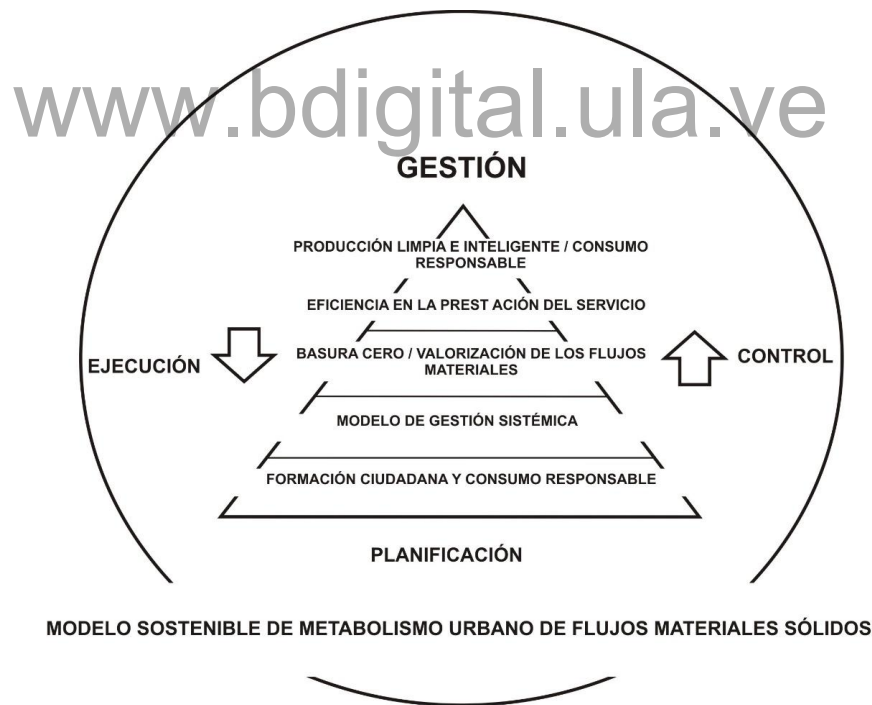 www.bdigital.ula.ve
GESTIÓN
PRODUCCIÓN LIMPIA E INTELIGENTE / CONSUMO
RESPONSABLE
EFICIENCIA EN LA PREST ACIÓN DEL SERVICIO
BASURA CERO / VALORIZACIÓN DE LOS FLUJOS
MATERIALES
EJECUCIÓN
CONTROL
MODELO DE GESTIÓN SISTÉMICA
FORMACIÓN CIUDADANA Y CONSUMO RESPONSABLE
PLANIFICACIÓN
MODELO SOSTENIBLE DE METABOLISMO URBANO DE FLUJOS MATERIALES SÓLIDOS